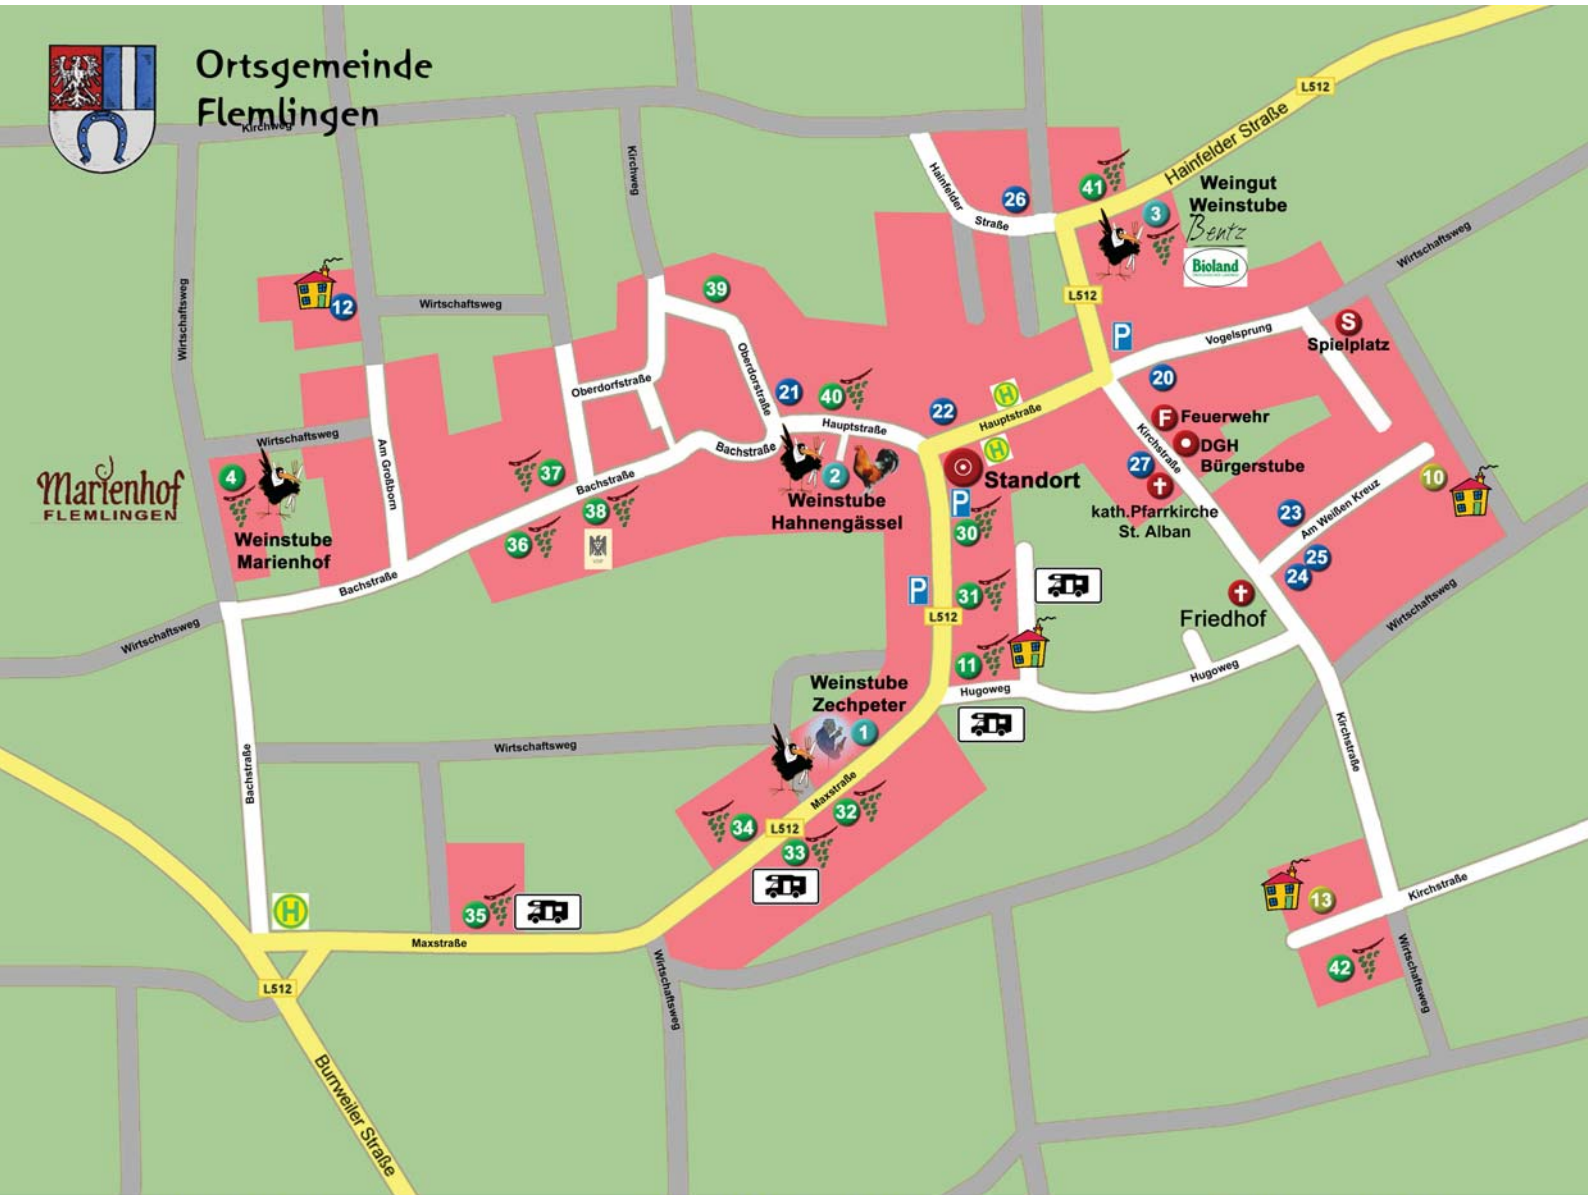 Ortsgemeinde
Flemlingen
Kirchweg
Kirchweg
L512
Hainfelder Straße
Hainfelder
Straße
26
41
3
Weingut
Weinstube
Bentz
Bioland
Wirtschaftsweg
Wirtschaftsweg
Wirtschaftsweg
12
39
L512
P
Vogelsprung
S
Spielplatz
Oberdorfstraße
Oberdorstraße
21
40
22
H
Hauptstraße
Hauptstraße
H
20
F Feuerwehr
DGH
Bürgerstube
Kirchstraße
27
kath.Pfarrkirche
St. Alban
Wirtschaftsweg
Am Großborn
Marienhof
FLEMLINGEN
4
Weinstube
Marienhof
37
Bachstraße
Bachstraße
38
36
VDP
2
Weinstube
Hahnengässel
Standort
P
30
10
Am Weißen Kreuz
23
25
24
Bachstraße
P
31
L512
Friedhof
Wirtschaftsweg
Wirtschaftsweg
11
Hugoweg
Hugoweg
Weinstube
Zechpeter
1
Bachstraße
Wirtschaftsweg
Kirchstraße
Maxstraße
34
L512
32
33
35
H
Maxstraße
13
Kirchstraße
42
Wirtschaftsweg
Wirtschaftsweg
L512
Burrweiler Straße